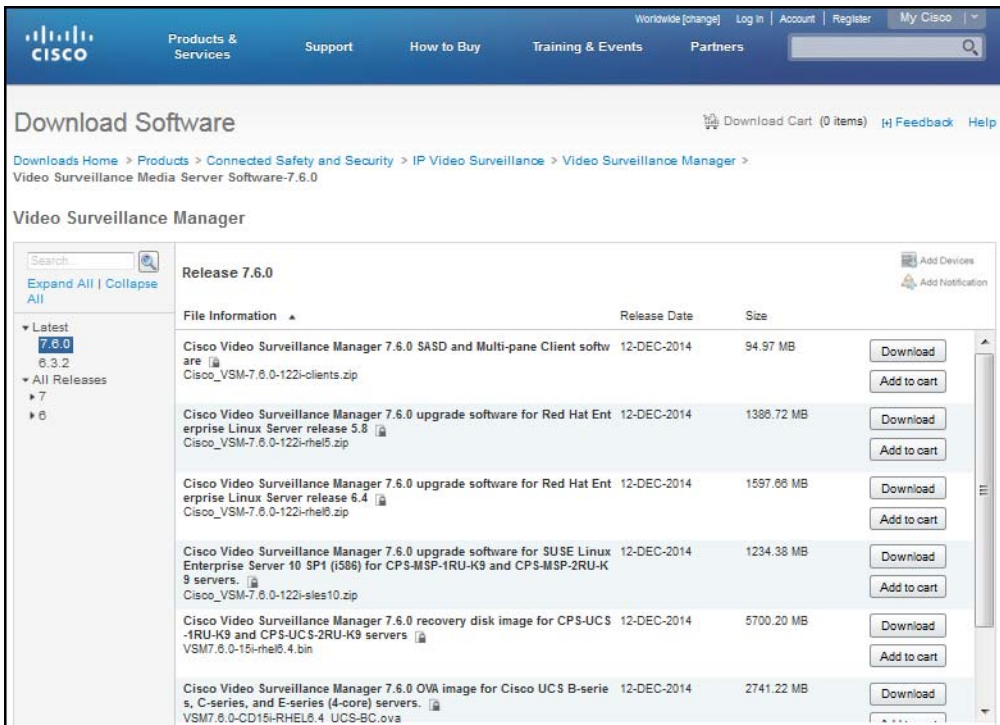 Worldwide [change] Log In | Account | Register My Cisco
CISCO
Products & Services
Support
How to Buy
Training & Events
Partners
Download Software
Download Cart (0 items) [+] Feedback Help
Downloads Home > Products > Connected Safety and Security > IP Video Surveillance > Video Surveillance Manager >
Video Surveillance Media Server Software-7.6.0
Video Surveillance Manager
Search...
Expand All | Collapse
All
▾ Latest
7.6.0
6.3.2
▾ All Releases
▸ 7
▸ 6
Release 7.6.0
Add Devices
Add Notification
File Information ▲ Release Date Size
Cisco Video Surveillance Manager 7.6.0 SASD and Multi-pane Client softw 12-DEC-2014 94.97 MB Download
are
Cisco_VSM-7.6.0-122i-clients.zip Add to cart
Cisco Video Surveillance Manager 7.6.0 upgrade software for Red Hat Ent 12-DEC-2014 1386.72 MB Download
erprise Linux Server release 5.8
Cisco_VSM-7.6.0-122i-rhel5.zip Add to cart
Cisco Video Surveillance Manager 7.6.0 upgrade software for Red Hat Ent 12-DEC-2014 1597.66 MB Download
erprise Linux Server release 6.4
Cisco_VSM-7.6.0-122i-rhel6.zip Add to cart
Cisco Video Surveillance Manager 7.6.0 upgrade software for SUSE Linux 12-DEC-2014 1234.38 MB Download
Enterprise Server 10 SP1 (i586) for CPS-MSP-1RU-K9 and CPS-MSP-2RU-K
9 servers. Add to cart
Cisco_VSM-7.6.0-122i-sles10.zip
Cisco Video Surveillance Manager 7.6.0 recovery disk image for CPS-UCS 12-DEC-2014 5700.20 MB Download
-1RU-K9 and CPS-UCS-2RU-K9 servers
VSM7.6.0-15i-rhel6.4.bin Add to cart
Cisco Video Surveillance Manager 7.6.0 OVA image for Cisco UCS B-serie 12-DEC-2014 2741.22 MB Download
s, C-series, and E-series (4-core) servers.
VSM7.6.0-CD15i-RHEL6.4_UCS-BC.ova